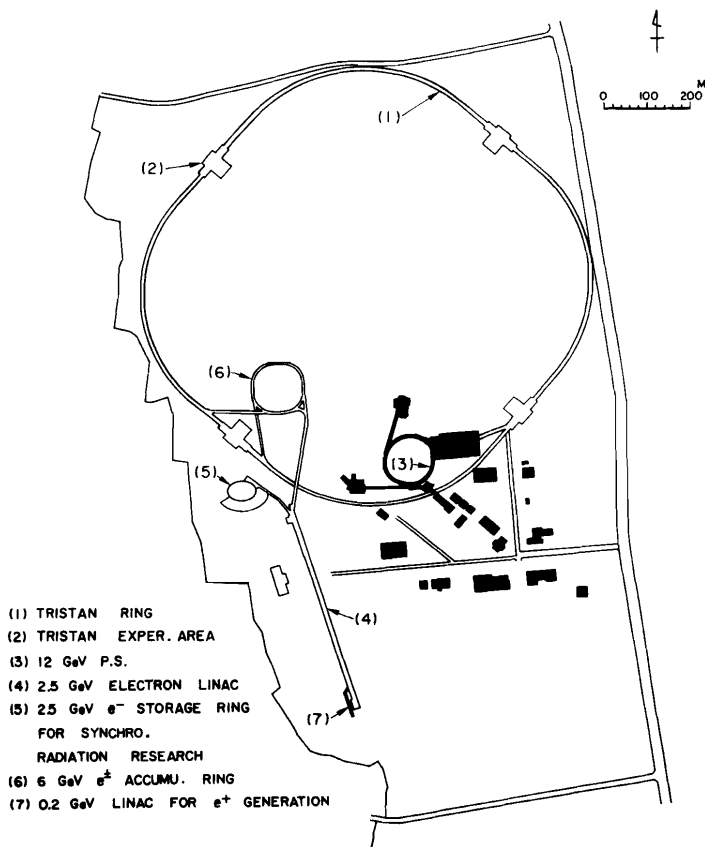 4
M
0 100 200
(1)
(2)
(6)
(3)
(5)
(4)
(7)
(1) TRISTAN RING
(2) TRISTAN EXPER. AREA
(3) 12 GeV P.S.
(4) 2.5 GeV ELECTRON LINAC
(5) 25 GeV e⁻ STORAGE RING
FOR SYNCHRO.
RADIATION RESEARCH
(6) 6 GeV e± ACCUMU. RING
(7) 0.2 GeV LINAC FOR e⁺ GENERATION